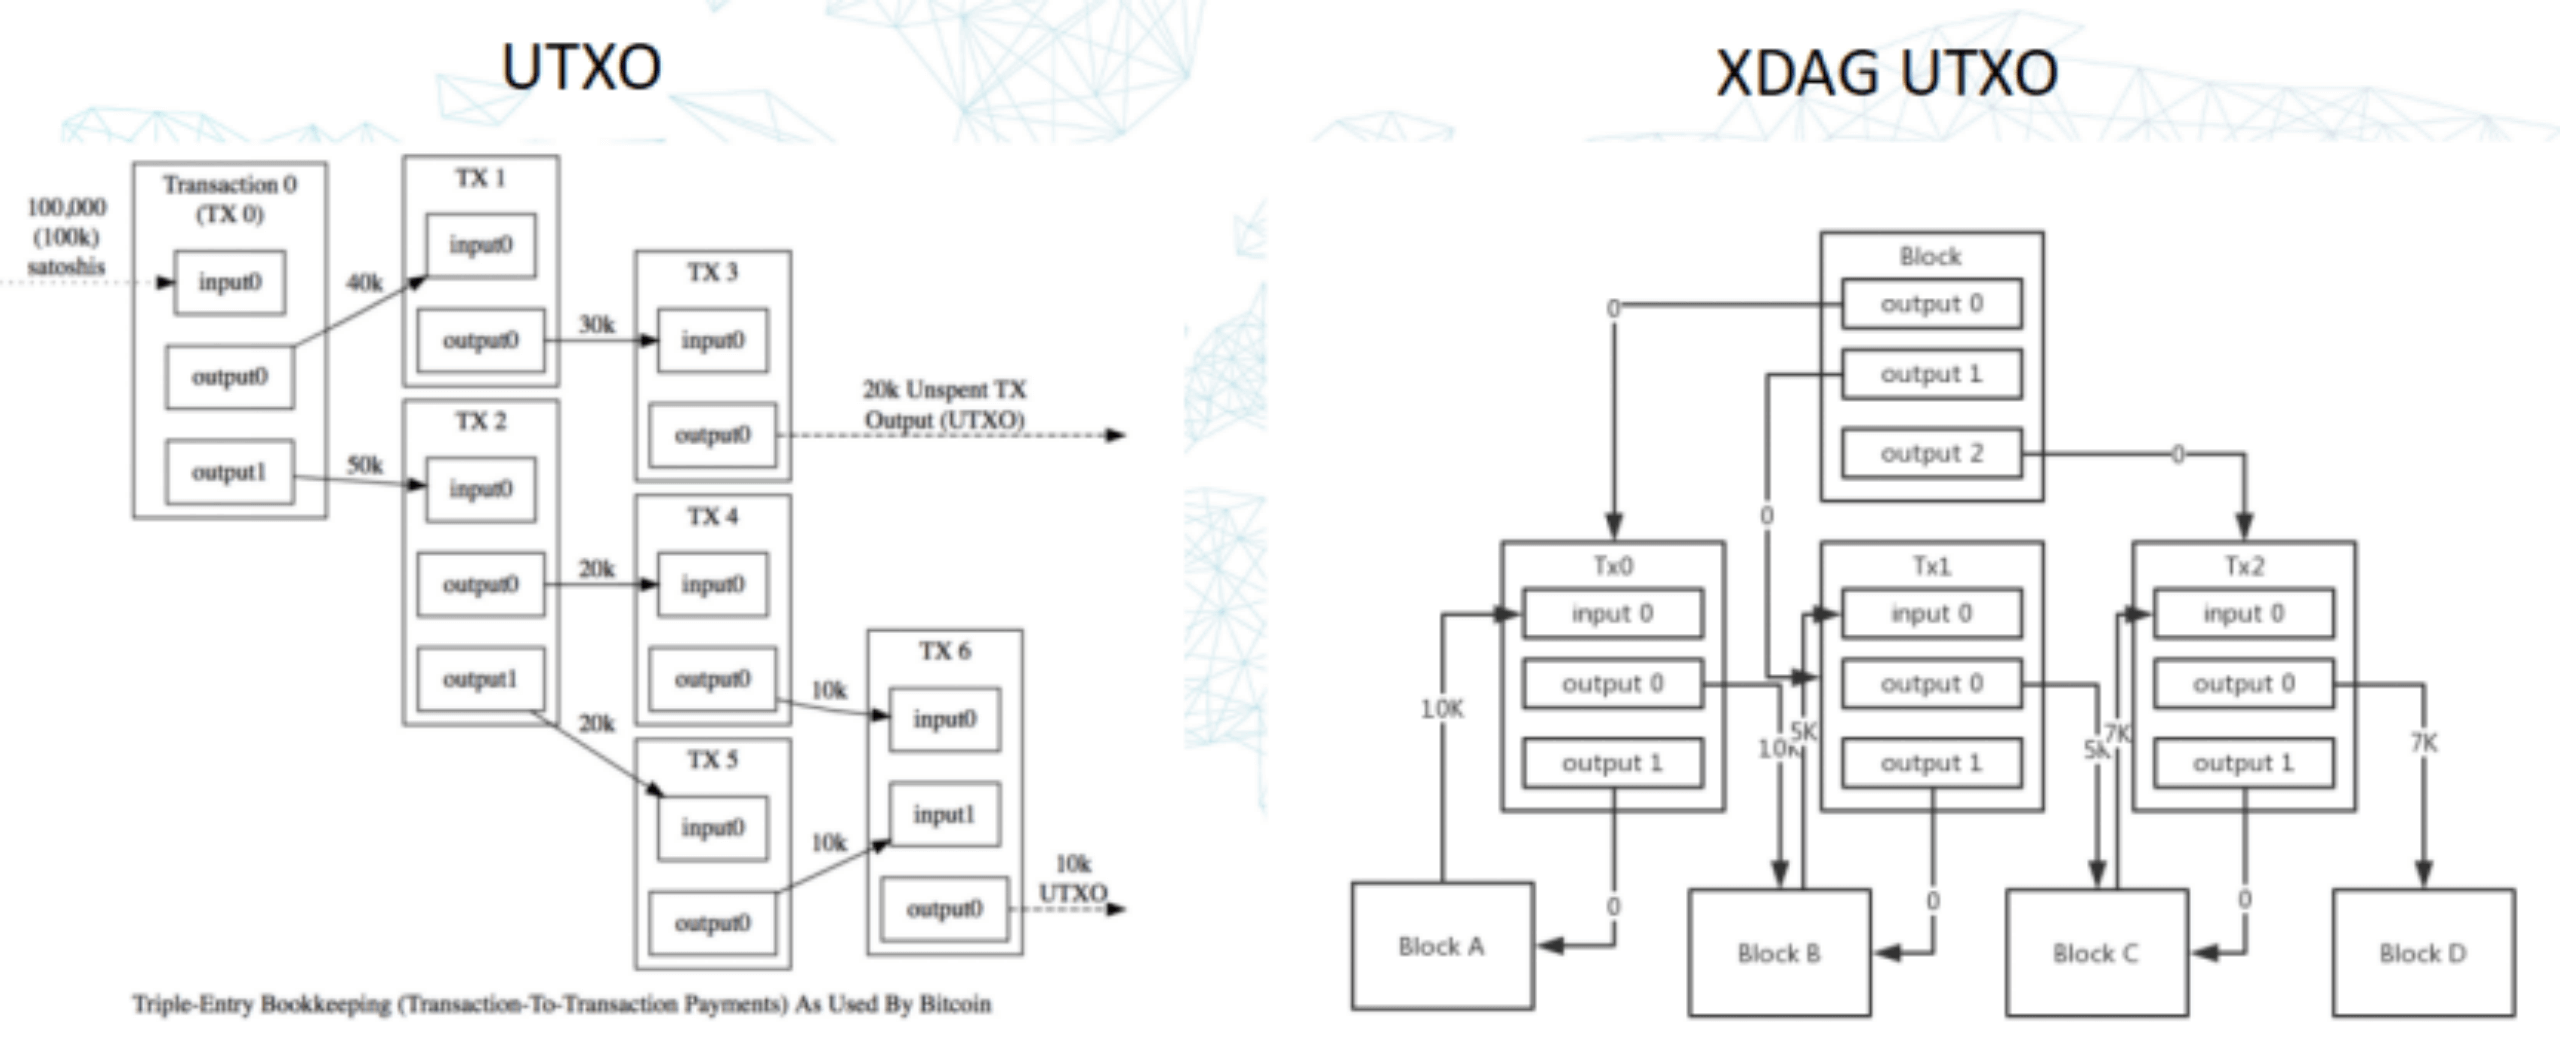 UTXO
100,000
(100k)
satoshis
Transaction 0
(TX 0)
input0
output0
output1
40k
50k
TX 1
input0
output0
30k
TX 2
input0
output0
output1
20k
20k
TX 3
input0
output0
20k Unspent TX
Output (UTXO)
TX 4
input0
output0
10k
TX 5
input0
output0
10k
TX 6
input0
input1
output0
10k
UTXO
Triple-Entry Bookkeeping (Transaction-To-Transaction Payments) As Used By Bitcoin
XDAG UTXO
Block
output 0
output 1
output 2
0
0
0
Tx0
input 0
output 0
output 1
Tx1
input 0
output 0
output 1
Tx2
input 0
output 0
output 1
10K
10K
5K
5K
7K
7K
0
0
0
Block A
Block B
Block C
Block D